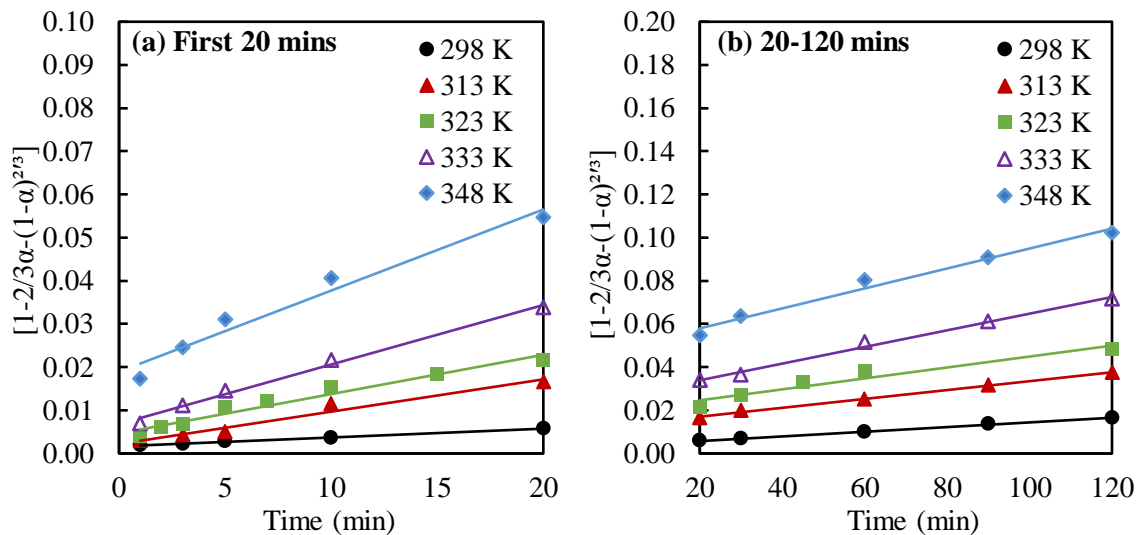 [1-2/3α-(1-α)²ʹ³]
0.10
0.09
0.08
0.07
0.06
0.05
0.04
0.03
0.02
0.01
0.00
(a) First 20 mins
298 K
313 K
323 K
333 K
348 K
0 5 10 15 20
Time (min)
[1-2/3α-(1-α)²ʹ³]
0.20
0.18
0.16
0.14
0.12
0.10
0.08
0.06
0.04
0.02
0.00
(b) 20-120 mins
298 K
313 K
323 K
333 K
348 K
20 40 60 80 100 120
Time (min)